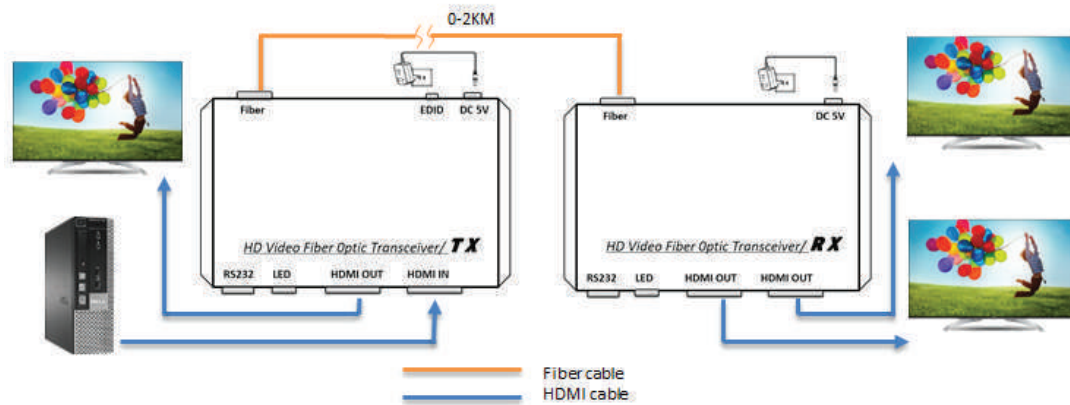 0-2KM
Fiber EDID DC 5V
Fiber DC 5V
HD Video Fiber Optic Transceiver/ TX
HD Video Fiber Optic Transceiver/ RX
RS232 LED HDMI OUT HDMI IN
RS232 LED HDMI OUT HDMI OUT
Fiber cable
HDMI cable